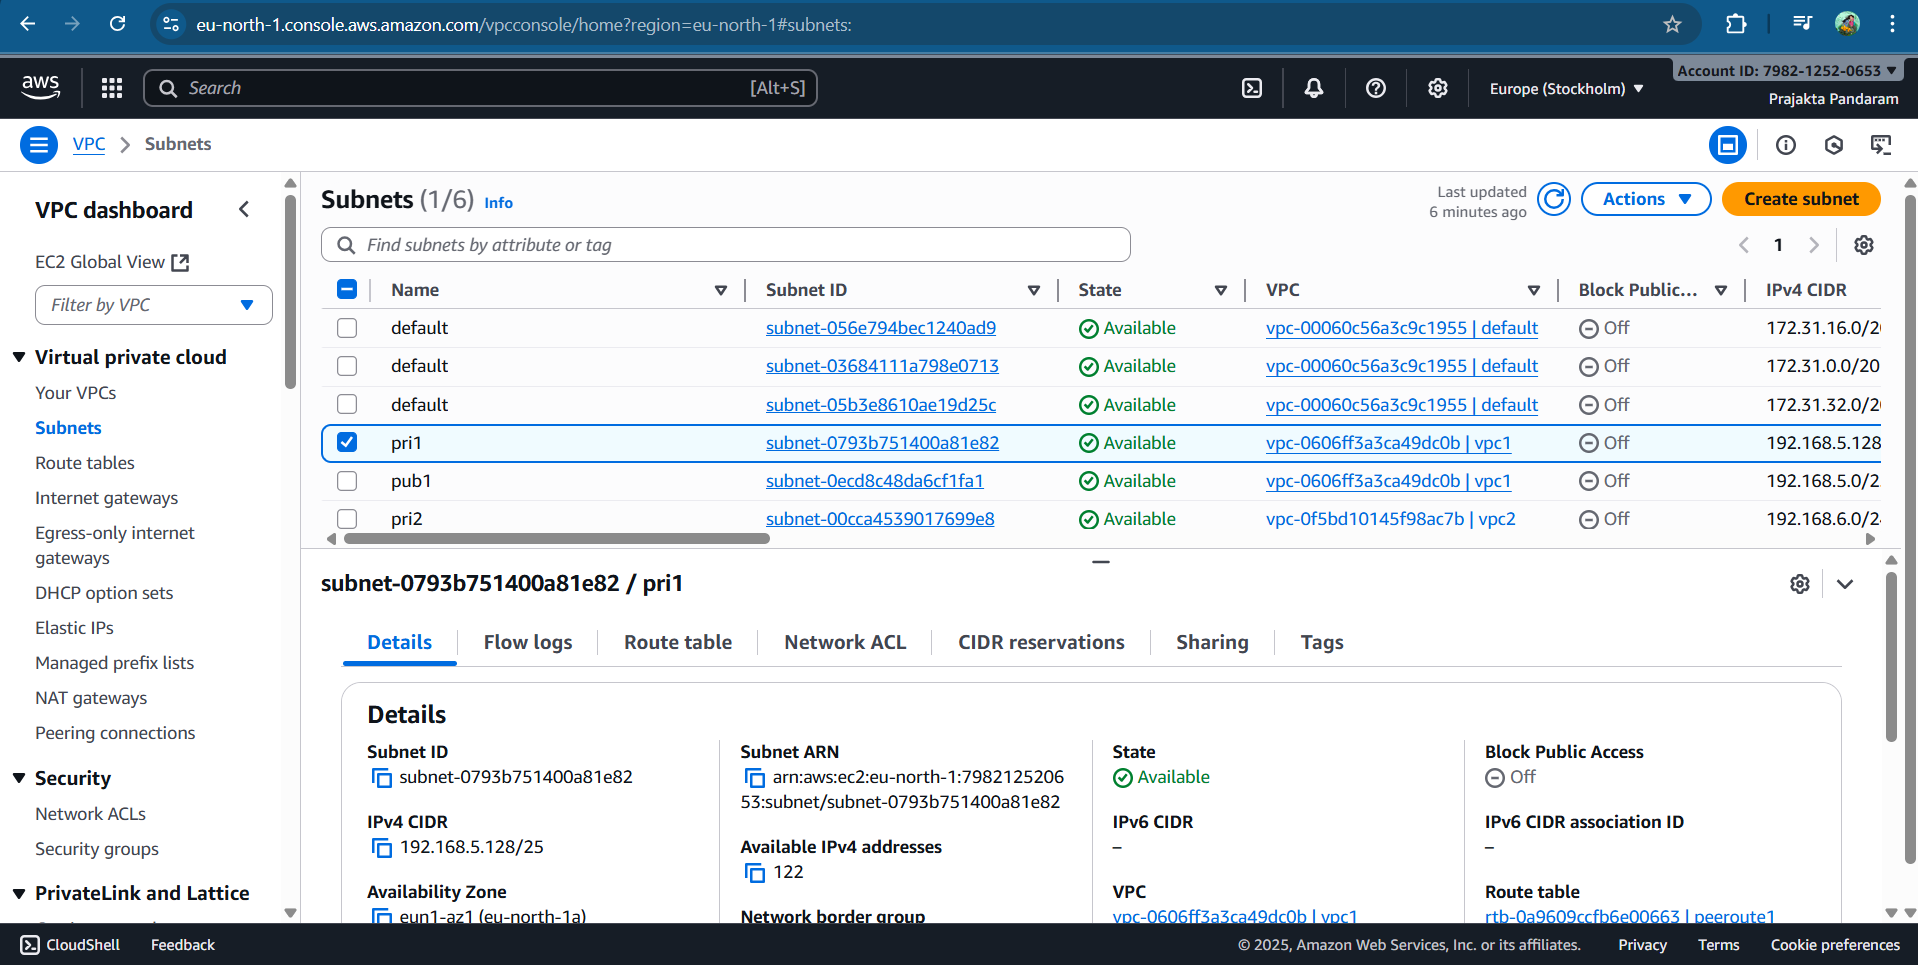 eu-north-1.console.aws.amazon.com/vpcconsole/home?region=eu-north-1#subnets:
aws
Search
[Alt+S]
Europe (Stockholm)
Account ID: 7982-1252-0653
Prajakta Pandaram
VPC
Subnets
VPC dashboard
EC2 Global View
Filter by VPC
Virtual private cloud
Your VPCs
Subnets
Route tables
Internet gateways
Egress-only internet
gateways
DHCP option sets
Elastic IPs
Managed prefix lists
NAT gateways
Peering connections
Security
Network ACLs
Security groups
PrivateLink and Lattice
Subnets (1/6) Info
Last updated
6 minutes ago
Actions
Create subnet
Find subnets by attribute or tag
1
Name Subnet ID State VPC Block Public... IPv4 CIDR
default subnet-056e794bec1240ad9 Available vpc-00060c56a3c9c1955 | default Off 172.31.16.0/20
default subnet-03684111a798e0713 Available vpc-00060c56a3c9c1955 | default Off 172.31.0.0/20
default subnet-05b3e8610ae19d25c Available vpc-00060c56a3c9c1955 | default Off 172.31.32.0/20
pri1 subnet-0793b751400a81e82 Available vpc-0606ff3a3ca49dc0b | vpc1 Off 192.168.5.128
pub1 subnet-0ecd8c48da6cf1fa1 Available vpc-0606ff3a3ca49dc0b | vpc1 Off 192.168.5.0/2
pri2 subnet-00cca4539017699e8 Available vpc-0f5bd10145f98ac7b | vpc2 Off 192.168.6.0/24
subnet-0793b751400a81e82 / pri1
Details
Flow logs
Route table
Network ACL
CIDR reservations
Sharing
Tags
Details
Subnet ID
subnet-0793b751400a81e82
IPv4 CIDR
192.168.5.128/25
Availability Zone
eun1-az1 (eu-north-1a)
Subnet ARN
arn:aws:ec2:eu-north-1:7982125206
53:subnet/subnet-0793b751400a81e82
Available IPv4 addresses
122
Network border group
State
Available
IPv6 CIDR
–
VPC
vpc-0606ff3a3ca49dc0b | vpc1
Block Public Access
Off
IPv6 CIDR association ID
–
Route table
rtb-0a9609ccfb6e00663 | peeroute1
CloudShell
Feedback
© 2025, Amazon Web Services, Inc. or its affiliates.
Privacy
Terms
Cookie preferences